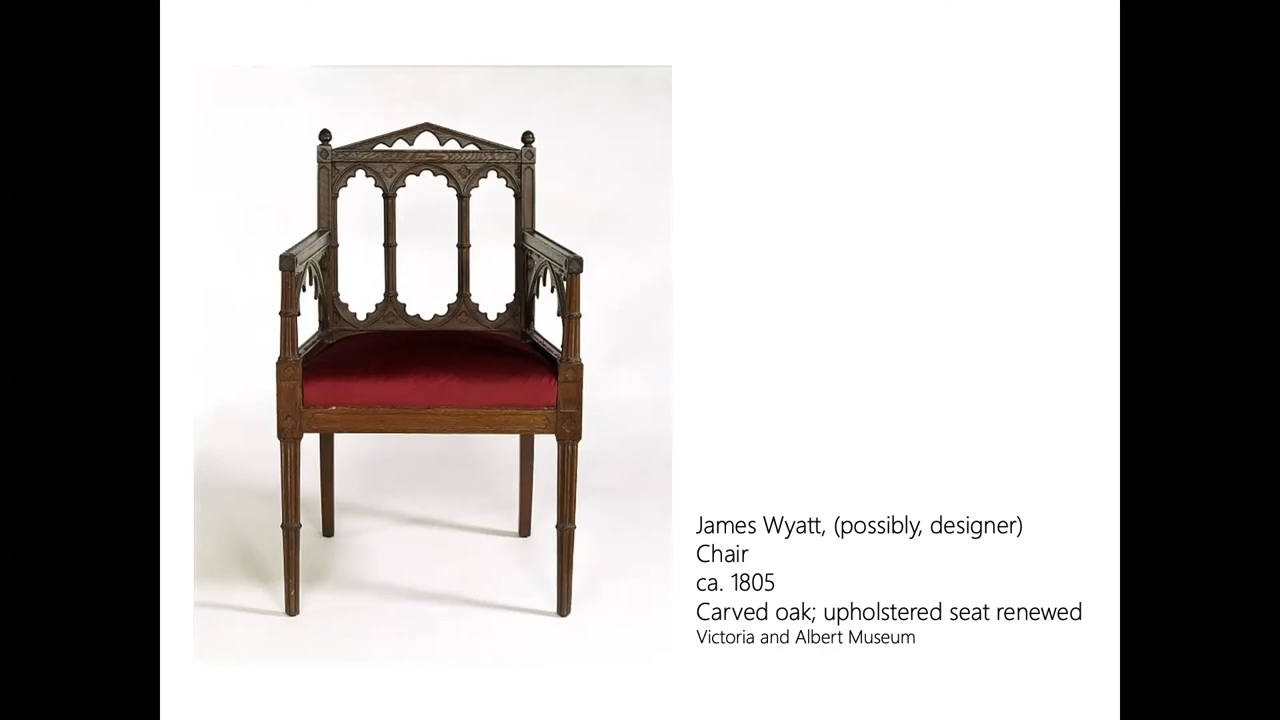 James Wyatt, (possibly, designer)
Chair
ca. 1805
Carved oak; upholstered seat renewed
Victoria and Albert Museum